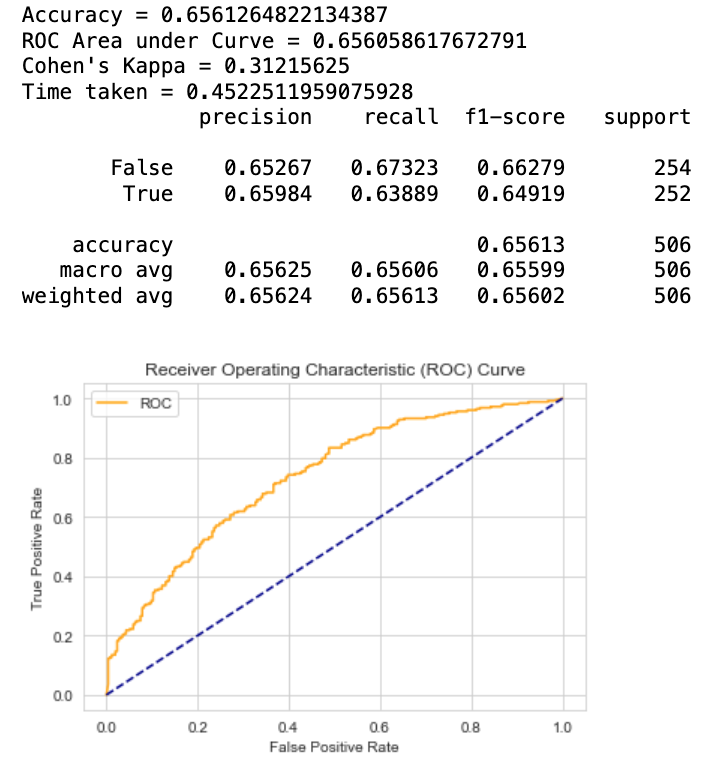 Accuracy = 0.6561264822134387
ROC Area under Curve = 0.656058617672791
Cohen's Kappa = 0.31215625
Time taken = 0.4522511959075928
precision recall f1-score support
False 0.65267 0.67323 0.66279 254
True 0.65984 0.63889 0.64919 252
accuracy 0.65613 506
macro avg 0.65625 0.65606 0.65599 506
weighted avg 0.65624 0.65613 0.65602 506
Receiver Operating Characteristic (ROC) Curve
ROC
1.0
0.8
0.6
0.4
0.2
0.0
True Positive Rate
0.0 0.2 0.4 0.6 0.8 1.0
False Positive Rate